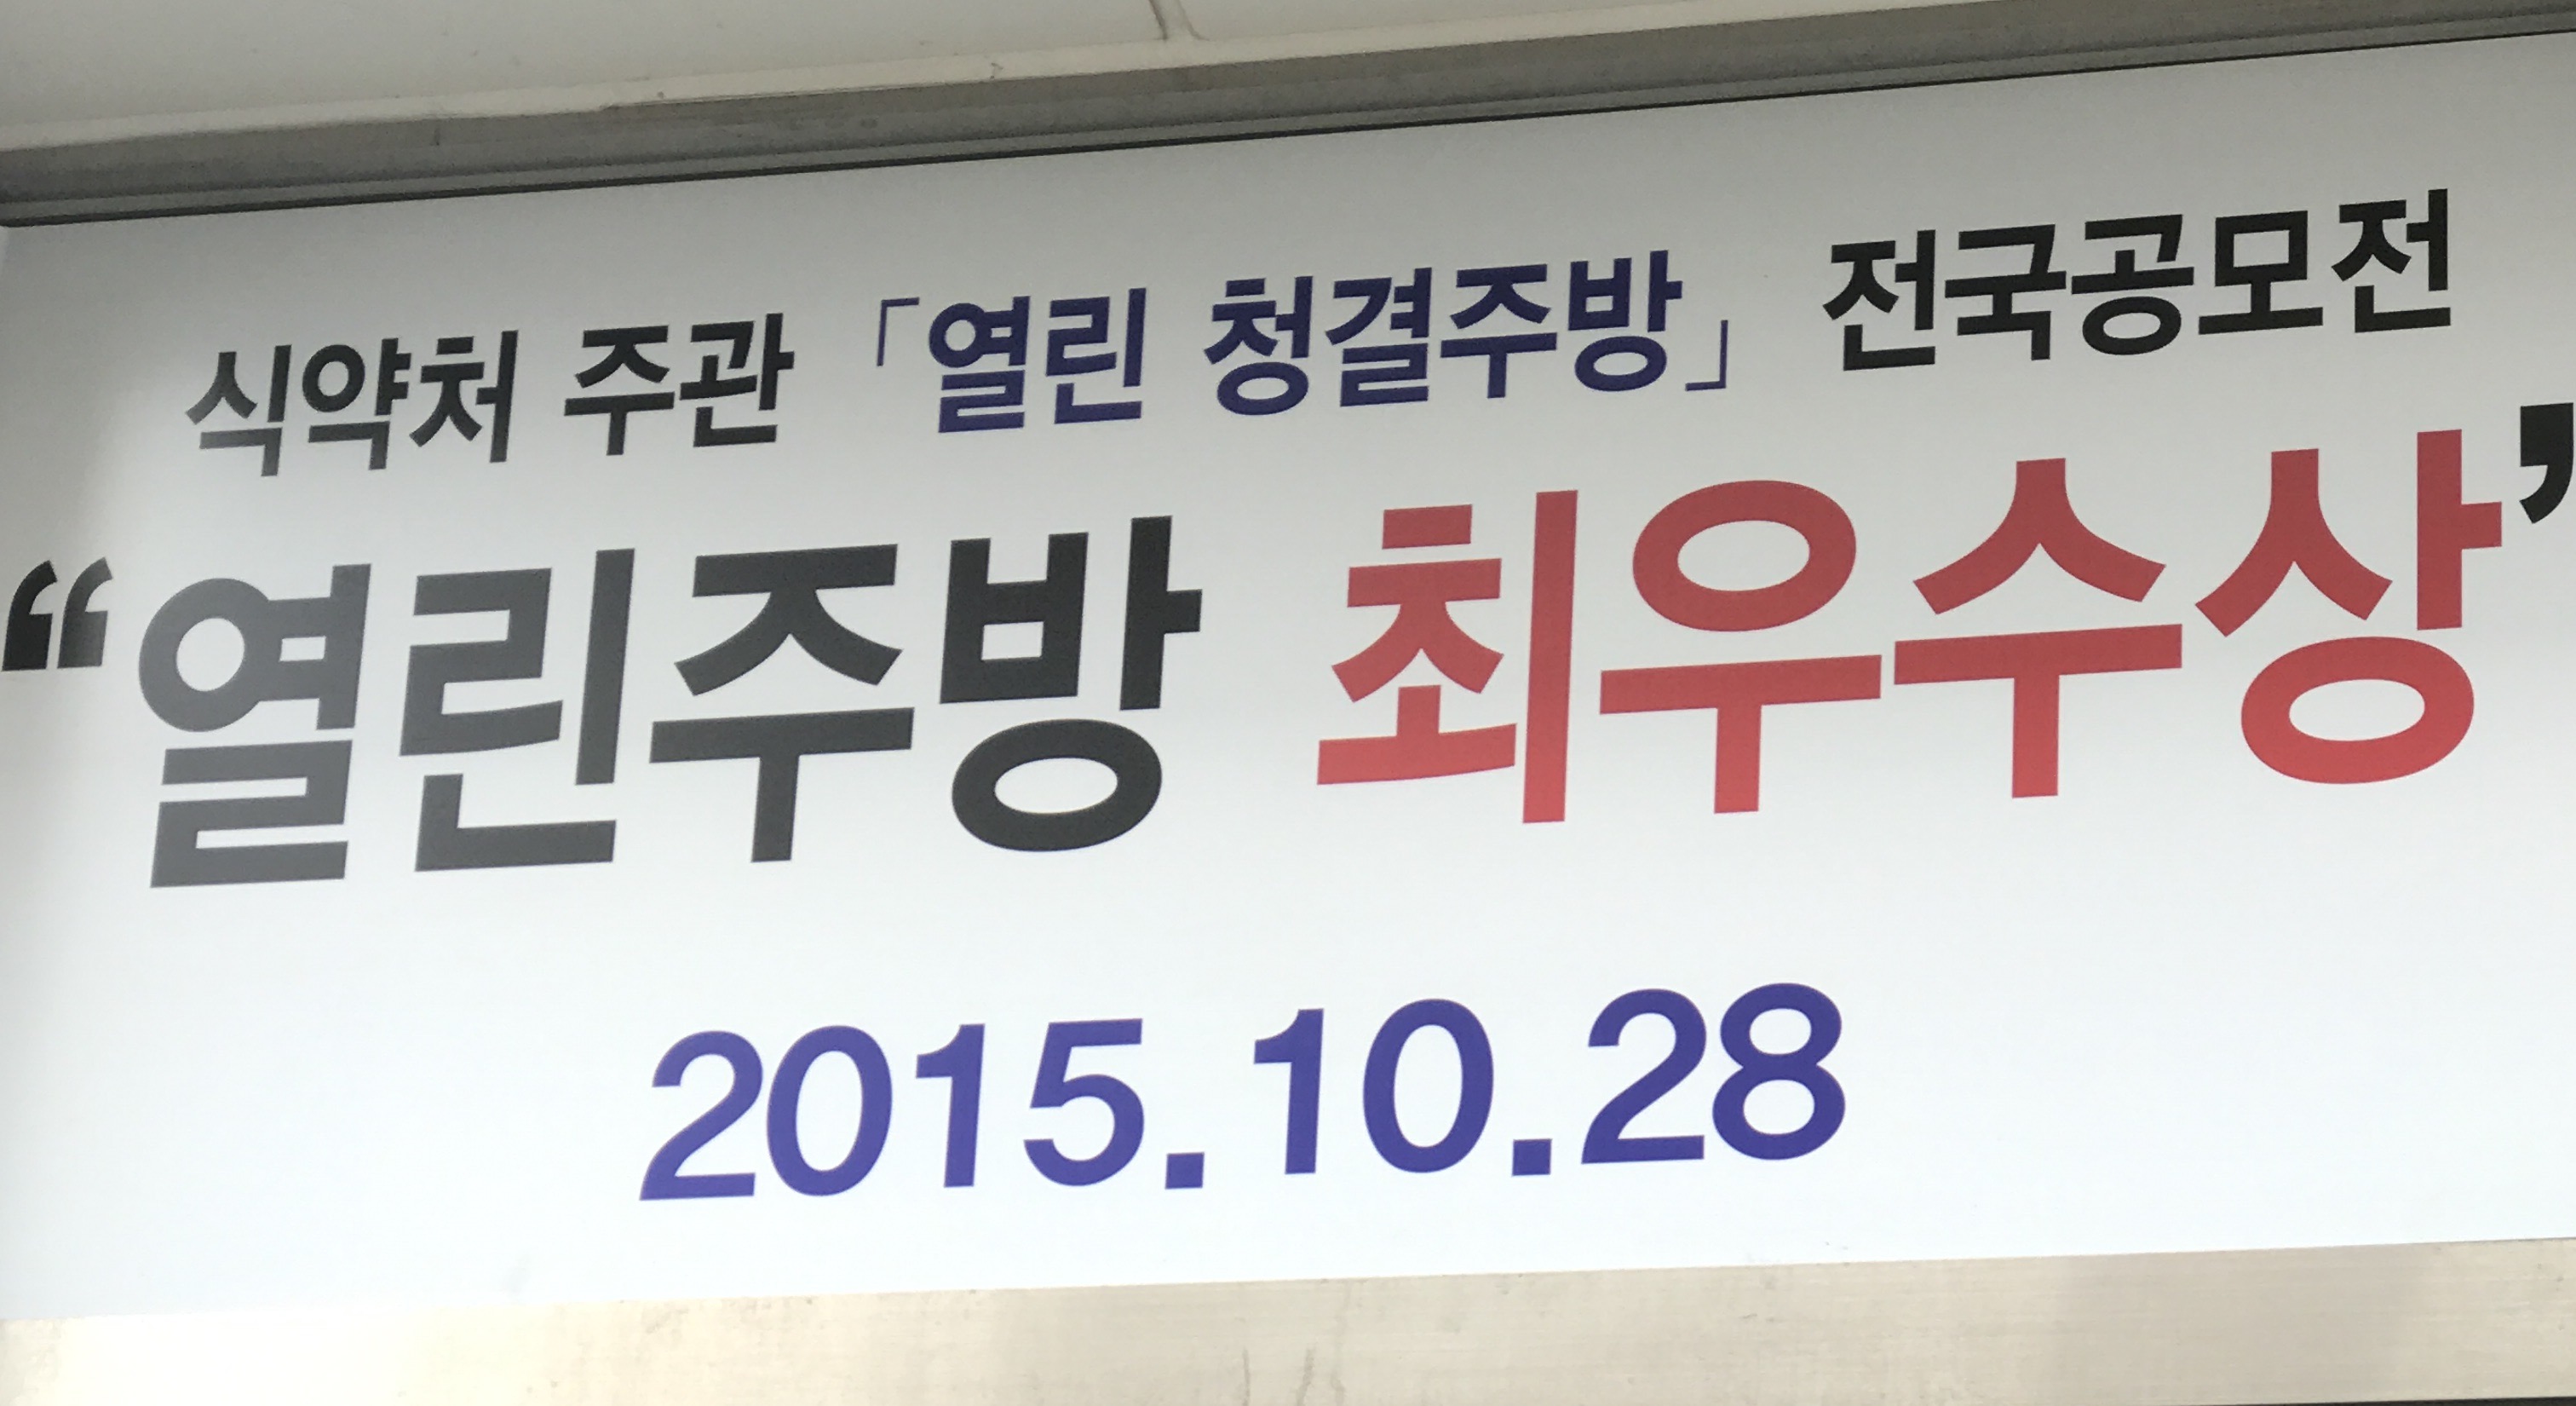 식약처 주관 「열린 청결주방」 전국공모전
“열린주방 최우수상”
2015.10.28